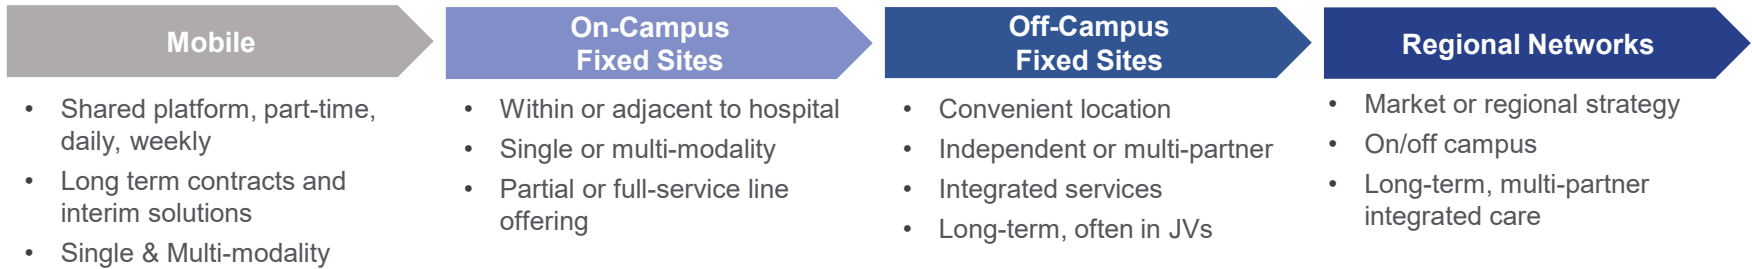 Mobile
• Shared platform, part-time,
daily, weekly
• Long term contracts and
interim solutions
• Single & Multi-modality
On-Campus
Fixed Sites
• Within or adjacent to hospital
• Single or multi-modality
• Partial or full-service line
offering
Off-Campus
Fixed Sites
• Convenient location
• Independent or multi-partner
• Integrated services
• Long-term, often in JVs
Regional Networks
• Market or regional strategy
• On/off campus
• Long-term, multi-partner
integrated care